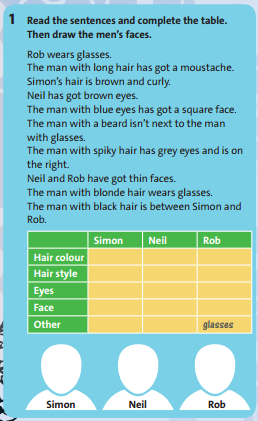 1 Read the sentences and complete the table.
Then draw the men's faces.
Rob wears glasses.
The man with long hair has got a moustache.
Simon's hair is brown and curly.
Neil has got brown eyes.
The man with blue eyes has got a square face.
The man with a beard isn't next to the man
with glasses.
The man with spiky hair has grey eyes and is on
the right.
Neil and Rob have got thin faces.
The man with blonde hair wears glasses.
The man with black hair is between Simon and
Rob.
Simon Neil Rob
Hair colour
Hair style
Eyes
Face
Other glasses
Simon Neil Rob